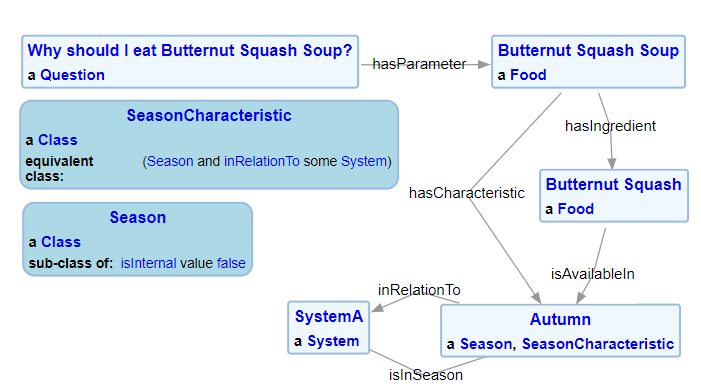 Why should I eat Butternut Squash Soup?
a Question
hasParameter
Butternut Squash Soup
a Food
SeasonCharacteristic
a Class
equivalent class: (Season and inRelationTo some System)
hasIngredient
hasCharacteristic
Butternut Squash
a Food
Season
a Class
sub-class of: isInternal value false
isAvailableIn
inRelationTo
SystemA
a System
Autumn
a Season, SeasonCharacteristic
isInSeason